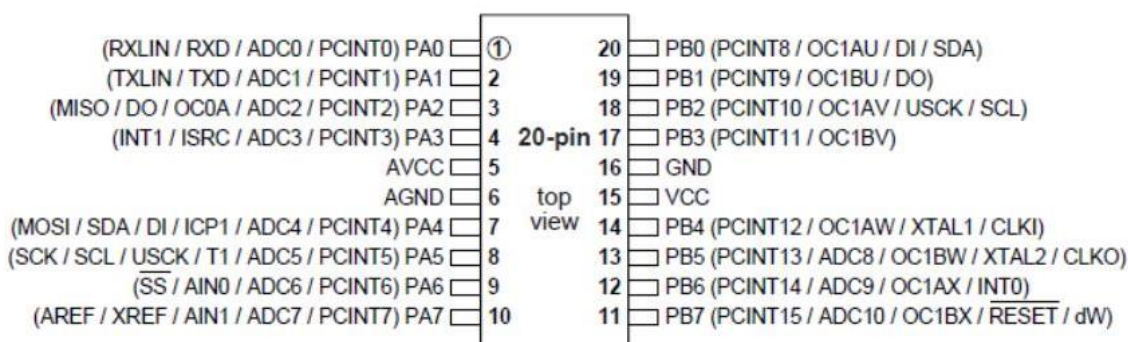 (RXLIN / RXD / ADC0 / PCINT0) PA0 1 20 PB0 (PCINT8 / OC1AU / DI / SDA)
(TXLIN / TXD / ADC1 / PCINT1) PA1 2 19 PB1 (PCINT9 / OC1BU / DO)
(MISO / DO / OC0A / ADC2 / PCINT2) PA2 3 18 PB2 (PCINT10 / OC1AV / USCK / SCL)
(INT1 / ISRC / ADC3 / PCINT3) PA3 4 20-pin 17 PB3 (PCINT11 / OC1BV)
AVCC 5 16 GND
AGND 6 top 15 VCC
(MOSI / SDA / DI / ICP1 / ADC4 / PCINT4) PA4 7 view 14 PB4 (PCINT12 / OC1AW / XTAL1 / CLKI)
(SCK / SCL / USCK / T1 / ADC5 / PCINT5) PA5 8 13 PB5 (PCINT13 / ADC8 / OC1BW / XTAL2 / CLKO)
(SS / AIN0 / ADC6 / PCINT6) PA6 9 12 PB6 (PCINT14 / ADC9 / OC1AX / INT0)
(AREF / XREF / AIN1 / ADC7 / PCINT7) PA7 10 11 PB7 (PCINT15 / ADC10 / OC1BX / RESET / dW)